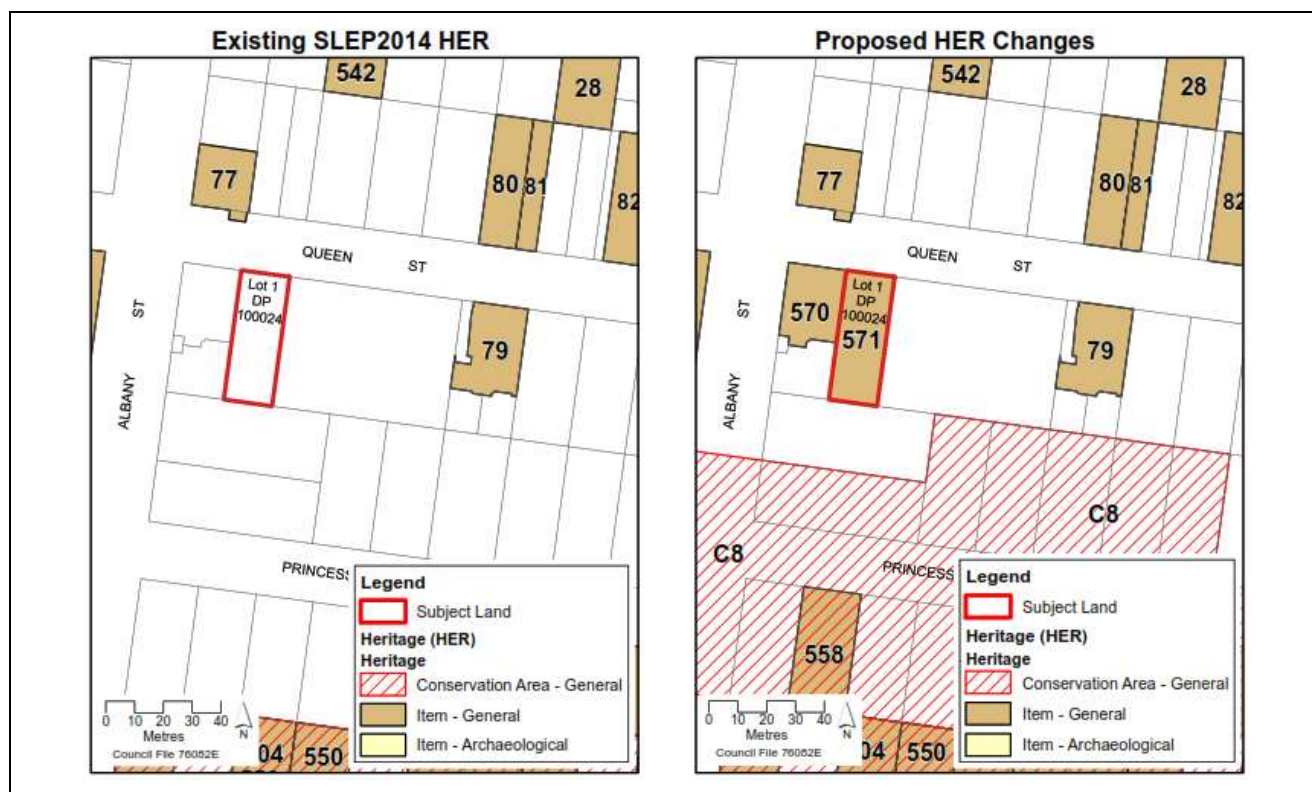 Existing SLEP2014 HER
542
28
77
80
81
82
QUEEN ST
Lot 1
DP
100024
79
ALBANY ST
PRINCESS
Legend
Subject Land
Heritage (HER)
Heritage
Conservation Area - General
Item - General
Item - Archaeological
0 10 20 30 40
Metres
N
Council File 76052E
04
550
Proposed HER Changes
542
28
77
80
81
82
QUEEN ST
570
Lot 1
DP
100024
571
79
ALBANY ST
C8
C8
PRINCESS
558
Legend
Subject Land
Heritage (HER)
Heritage
Conservation Area - General
Item - General
Item - Archaeological
0 10 20 30 40
Metres
N
Council File 76052E
04
550